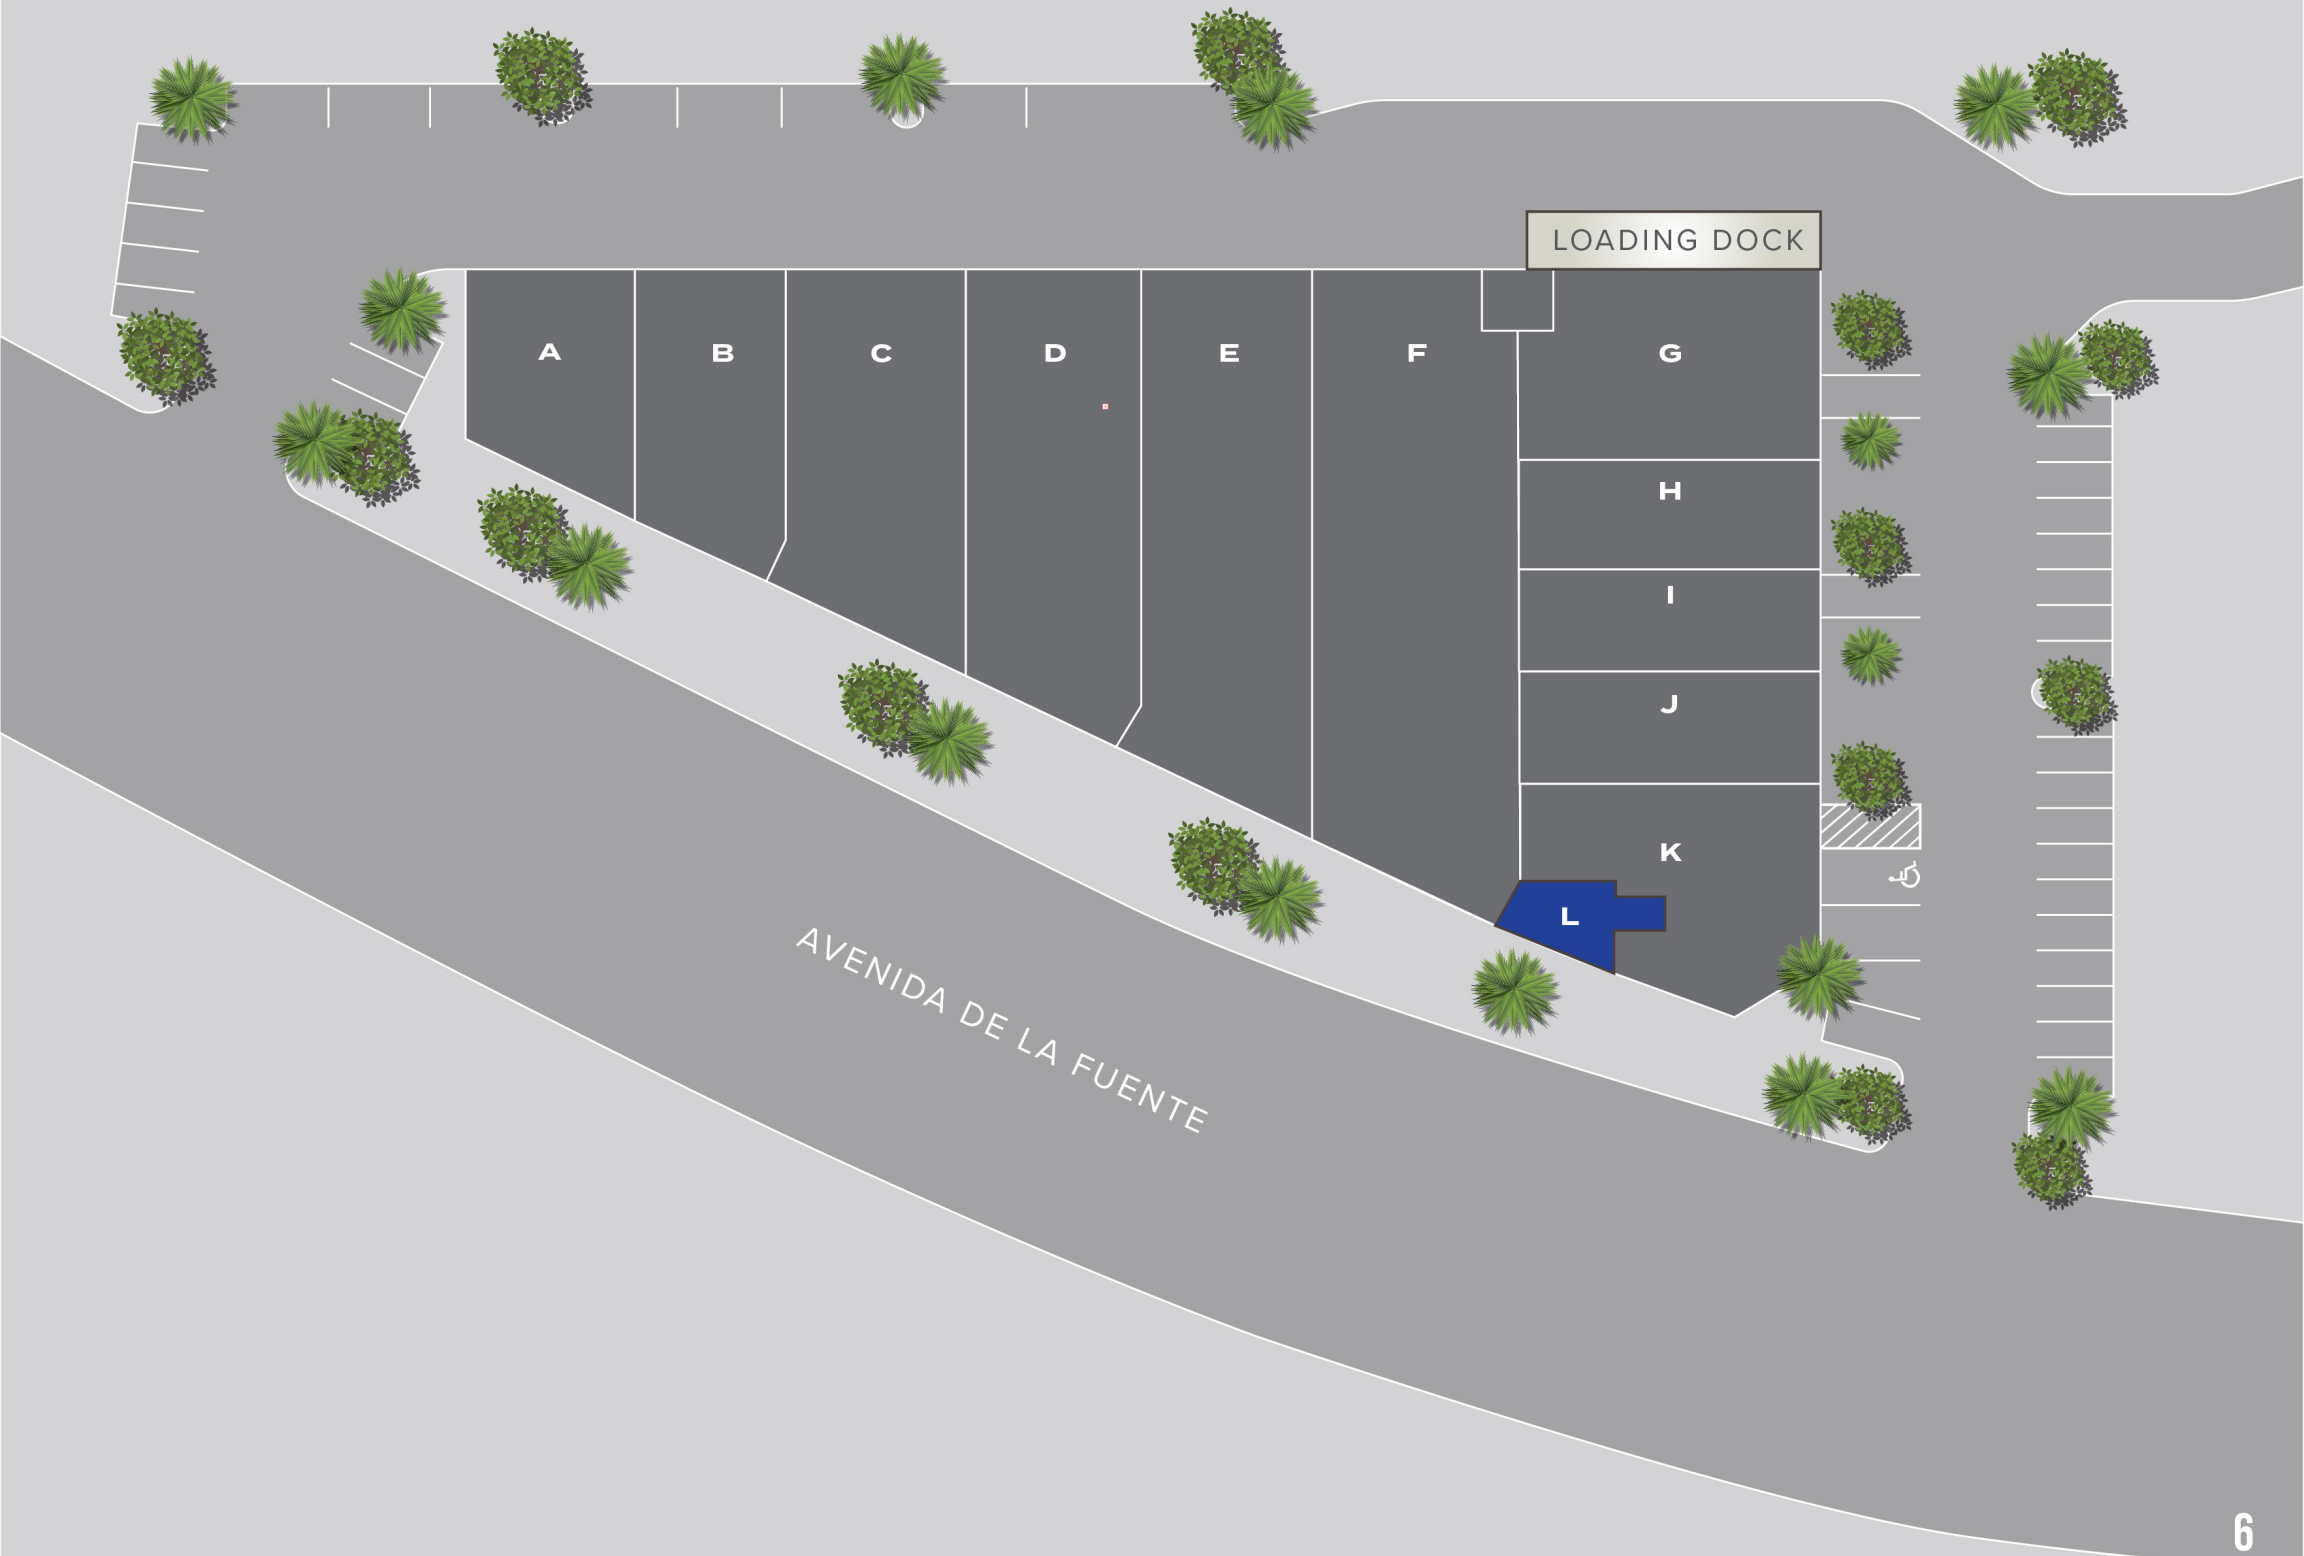 LOADING DOCK
A
B
C
D
E
F
G
H
I
J
K
L
AVENIDA DE LA FUENTE
6